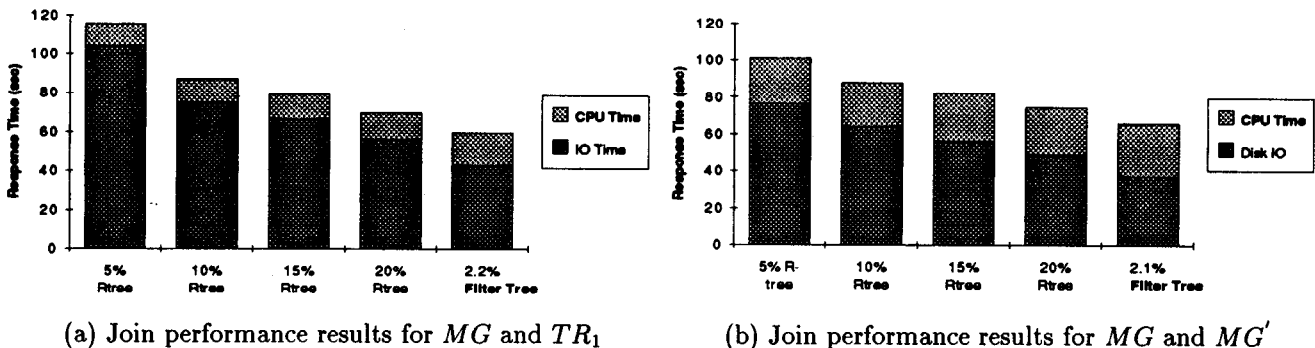 120
100
80
60
40
20
0
Response Time (sec)
5% Rtree
10% Rtree
15% Rtree
20% Rtree
2.2% Filter Tree
CPU Time
IO Time
(a) Join performance results for MG and TR₁
120
100
80
60
40
20
0
Response Time (sec)
5% R-tree
10% Rtree
15% Rtree
20% Rtree
2.1% Filter Tree
CPU Time
Disk IO
(b) Join performance results for MG and MG′